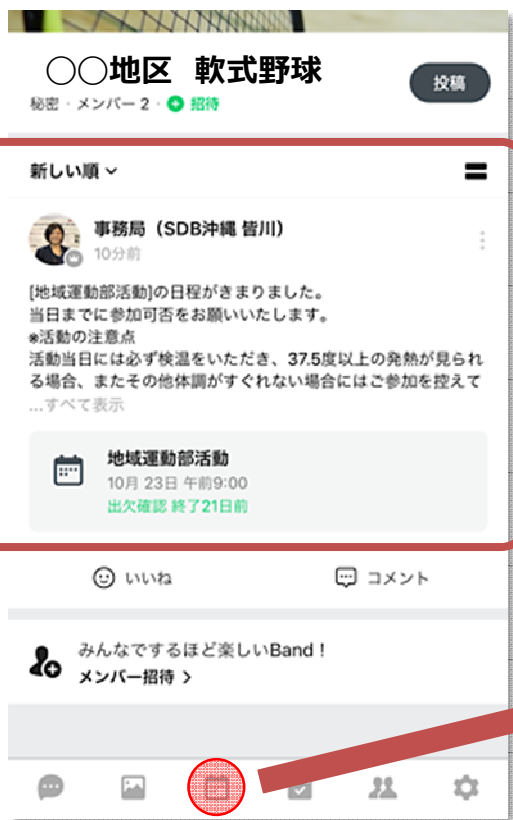 ○○地区 軟式野球
投稿
秘密・メンバー 2・招待
新しい順
事務局(SDB沖縄 皆川)
10分前
[地域運動部活動]の日程がきまりました。
当日までに参加可否をお願いいたします。
※活動の注意点
活動当日には必ず検温をいただき、37.5度以上の発熱が見られ
る場合、またその他体調がすぐれない場合にはご参加を控えて
...すべて表示
地域運動部活動
10月 23日 午前9:00
出欠確認 終了21日前
いいね
コメント
みんなでするほど楽しいBand!
メンバー招待 >